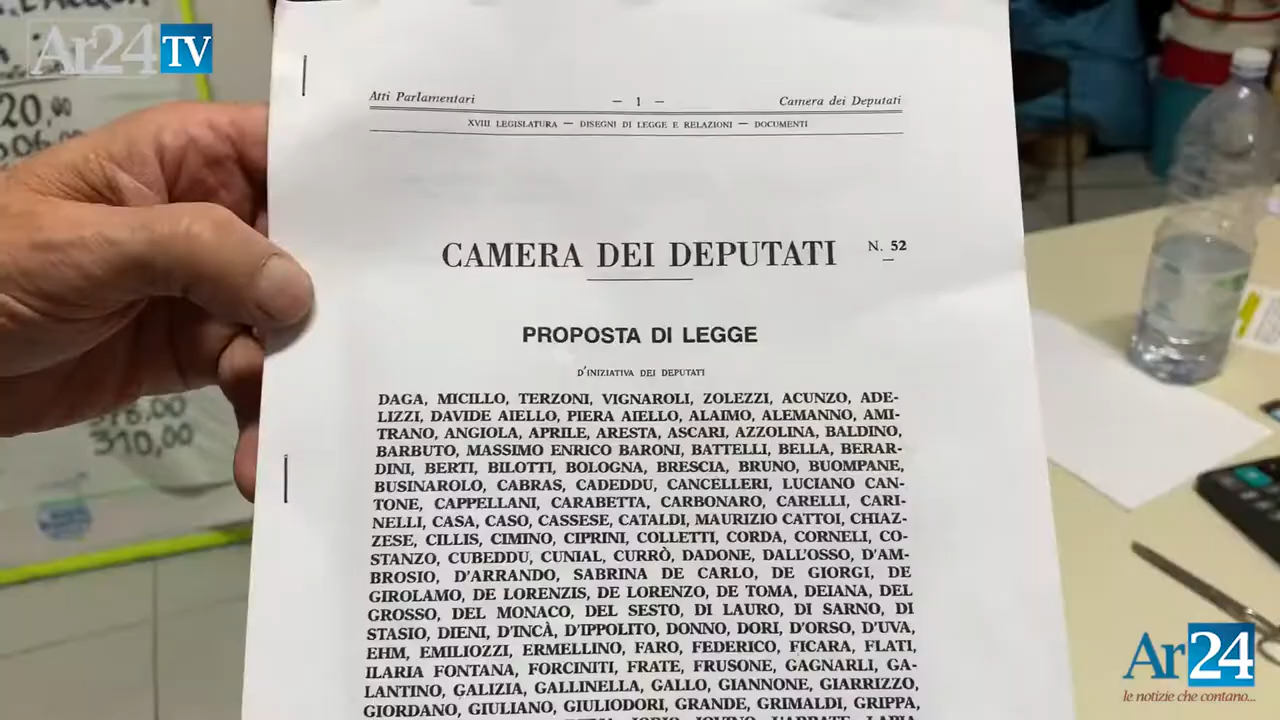 L'ACQUA
Ar24 TV
20,00
506,00
378,00
310,00
Atti Parlamentari — 1 — Camera dei Deputati
XVIII LEGISLATURA — DISEGNI DI LEGGE E RELAZIONI — DOCUMENTI
CAMERA DEI DEPUTATI N. 52
PROPOSTA DI LEGGE
D'INIZIATIVA DEI DEPUTATI
DAGA, MICILLO, TERZONI, VIGNAROLI, ZOLEZZI, ACUNZO, ADE-
LIZZI, DAVIDE AIELLO, PIERA AIELLO, ALAIMO, ALEMANNO, AMI-
TRANO, ANGIOLA, APRILE, ARESTA, ASCARI, AZZOLINA, BALDINO,
BARBUTO, MASSIMO ENRICO BARONI, BATTELLI, BELLA, BERAR-
DINI, BERTI, BILOTTI, BOLOGNA, BRESCIA, BRUNO, BUOMPANE,
BUSINAROLO, CABRAS, CADEDDU, CANCELLERI, LUCIANO CAN-
TONE, CAPPELLANI, CARABETTA, CARBONARO, CARELLI, CARI-
NELLI, CASA, CASO, CASSESE, CATALDI, MAURIZIO CATTOI, CHIAZ-
ZESE, CILLIS, CIMINO, CIPRINI, COLLETTI, CORDA, CORNELI, CO-
STANZO, CUBEDDU, CUNIAL, CURRÒ, DADONE, DALL'OSSO, D'AM-
BROSIO, D'ARRANDO, SABRINA DE CARLO, DE GIORGI, DE
GIROLAMO, DE LORENZIS, DE LORENZO, DE TOMA, DEIANA, DEL
GROSSO, DEL MONACO, DEL SESTO, DI LAURO, DI SARNO, DI
STASIO, DIENI, D'INCÀ, D'IPPOLITO, DONNO, DORI, D'ORSO, D'UVA,
EHM, EMILIOZZI, ERMELLINO, FARO, FEDERICO, FICARA, FLATI,
ILARIA FONTANA, FORCINITI, FRATE, FRUSONE, GAGNARLI, GA-
LANTINO, GALIZIA, GALLINELLA, GALLO, GIANNONE, GIARRIZZO,
GIORDANO, GIULIANO, GIULIODORI, GRANDE, GRIMALDI, GRIPPA,
Ar24
le notizie che contano...